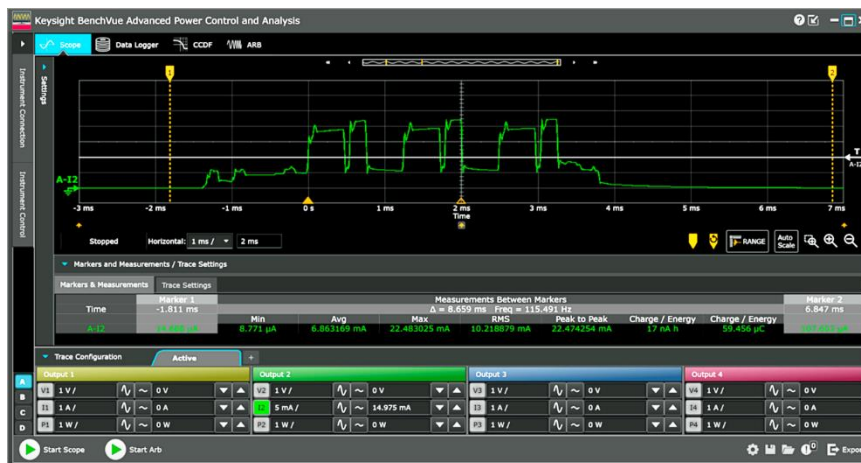 Keysight BenchVue Advanced Power Control and Analysis
Scope Data Logger CCDF ARB
Instrument Connection
Instrument Control
Settings
1 2
T
A-I2
A-I2
-3 ms -2 ms -1 ms 0 s 1 ms 2 ms 3 ms 4 ms 5 ms 6 ms 7 ms
Time
Stopped Horizontal: 1 ms / 2 ms RANGE Auto Scale
Markers and Measurements / Trace Settings
Markers & Measurements Trace Settings
Marker 1 Measurements Between Markers Marker 2
Time -1.811 ms Δ = 8.659 ms Freq = 115.491 Hz 6.847 ms
Min Avg Max RMS Peak to Peak Charge / Energy Charge / Energy
A-I2 8.771 µA 6.863169 mA 22.483025 mA 10.218879 mA 22.474254 mA 17 nA h 59.456 µC
Trace Configuration Active +
Output 1 Output 2 Output 3 Output 4
A
B
C
D
V1 1 V/ 0 V V2 1 V/ 0 V V3 1 V/ 0 V V4 1 V/ 0 V
I1 1 A/ 0 A I2 5 mA/ 14.975 mA I3 1 A/ 0 A I4 1 A/ 0 A
P1 1 W/ 0 W P2 1 W/ 0 W P3 1 W/ 0 W P4 1 W/ 0 W
Start Scope Start Arb 0 Export